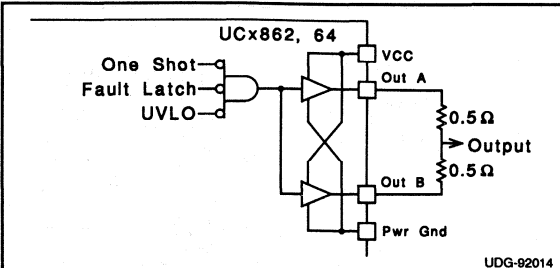 UCx862, 64
VCC
One Shot
Out A
Fault Latch
UVLO
0.5Ω
Output
0.5Ω
Out B
Pwr Gnd
UDG-92014